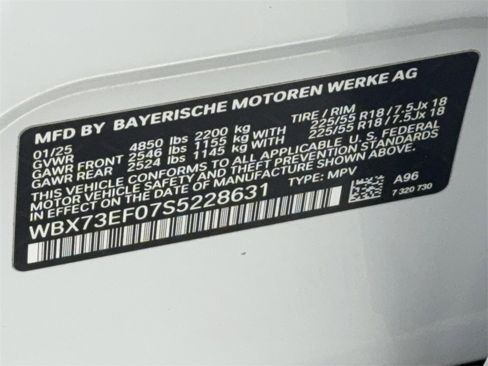 MFD BY BAYERISCHE MOTOREN WERKE AG
01/25 4850 lbs 2200 kg TIRE / RIM
GVWR
GAWR FRONT 2546 lbs 1155 kg WITH 225/55 R18 / 7.5Jx 18
GAWR REAR 2524 lbs 1145 kg WITH 225/55 R18 / 7.5Jx 18
THIS VEHICLE CONFORMS TO ALL APPLICABLE U.S. FEDERAL
MOTOR VEHICLE SAFETY AND THEFT PREVENTION STANDARDS
IN EFFECT ON THE DATE OF MANUFACTURE SHOWN ABOVE.
WBX73EF07S5228631 TYPE: MPV
A96
7 320 730